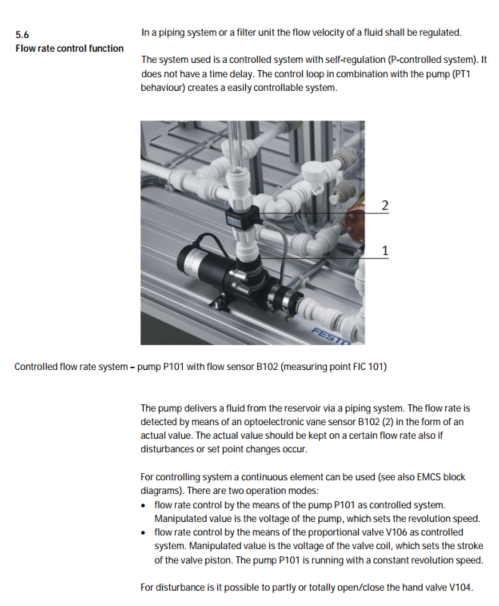 5.6
Flow rate control function
In a piping system or a filter unit the flow velocity of a fluid shall be regulated.
The system used is a controlled system with self-regulation (P-controlled system). It
does not have a time delay. The control loop in combination with the pump (PT1
behaviour) creates a easily controllable system.
2
1
FESTO
Controlled flow rate system – pump P101 with flow sensor B102 (measuring point FIC 101)
The pump delivers a fluid from the reservoir via a piping system. The flow rate is
detected by means of an optoelectronic vane sensor B102 (2) in the form of an
actual value. The actual value should be kept on a certain flow rate also if
disturbances or set point changes occur.
For controlling system a continuous element can be used (see also EMCS block
diagrams). There are two operation modes:
• flow rate control by the means of the pump P101 as controlled system.
Manipulated value is the voltage of the pump, which sets the revolution speed.
• flow rate control by the means of the proportional valve V106 as controlled
system. Manipulated value is the voltage of the valve coil, which sets the stroke
of the valve piston. The pump P101 is running with a constant revolution speed.
For disturbance is it possible to partly or totally open/close the hand valve V104.